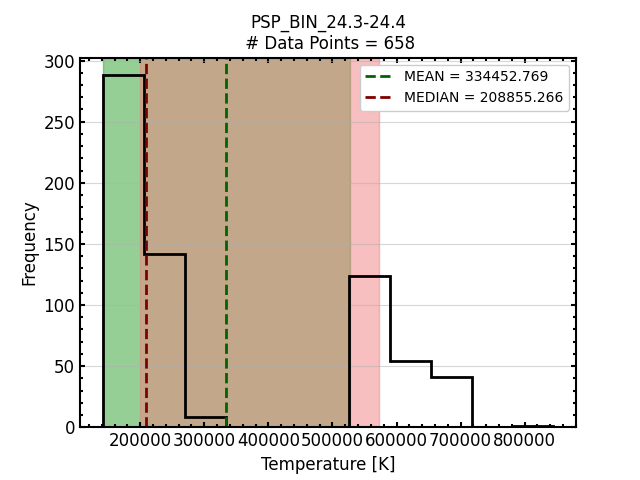 PSP_BIN_24.3-24.4
# Data Points = 658
MEAN = 334452.769
MEDIAN = 208855.266
300
250
200
150
100
50
0
Frequency
200000 300000 400000 500000 600000 700000 800000
Temperature [K]